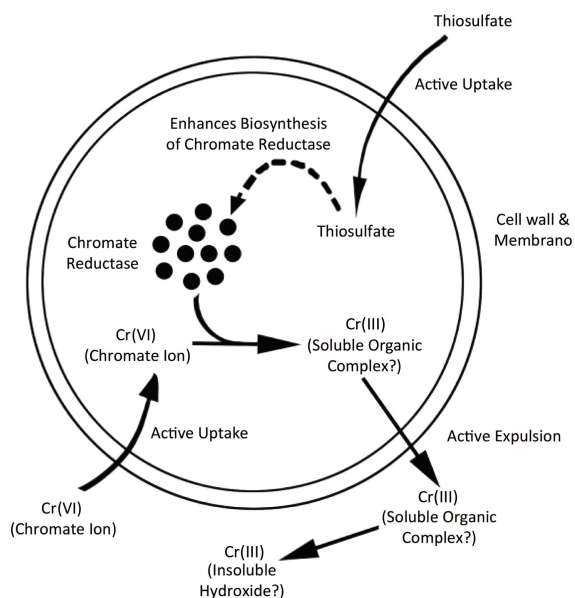 Thiosulfate
Active Uptake
Enhances Biosynthesis
of Chromate Reductase
Thiosulfate
Cell wall &
Membrano
Chromate
Reductase
Cr(VI)
(Chromate Ion)
Cr(III)
(Soluble Organic
Complex?)
Active Uptake
Active Expulsion
Cr(VI)
(Chromate Ion)
Cr(III)
(Soluble Organic
Complex?)
Cr(III)
(Insoluble
Hydroxide?)